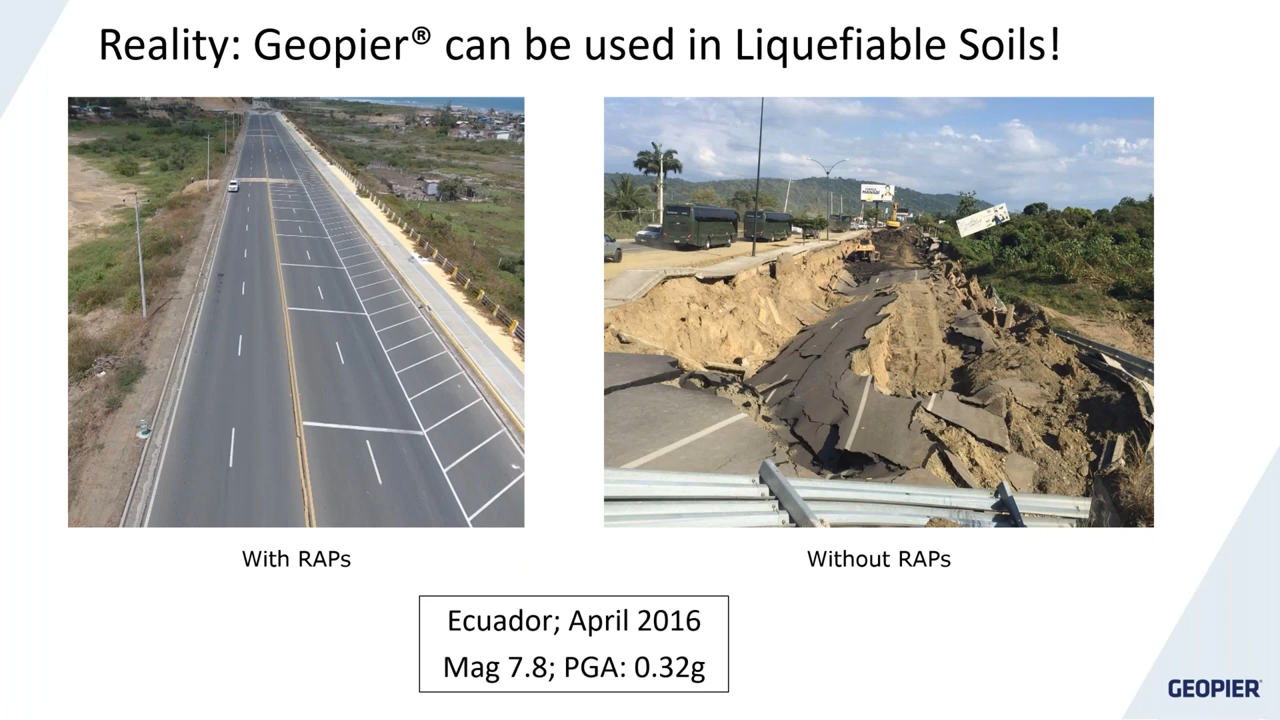 Reality: Geopier® can be used in Liquefiable Soils!
With RAPs
Without RAPs
Ecuador; April 2016
Mag 7.8; PGA: 0.32g
GEOPIER